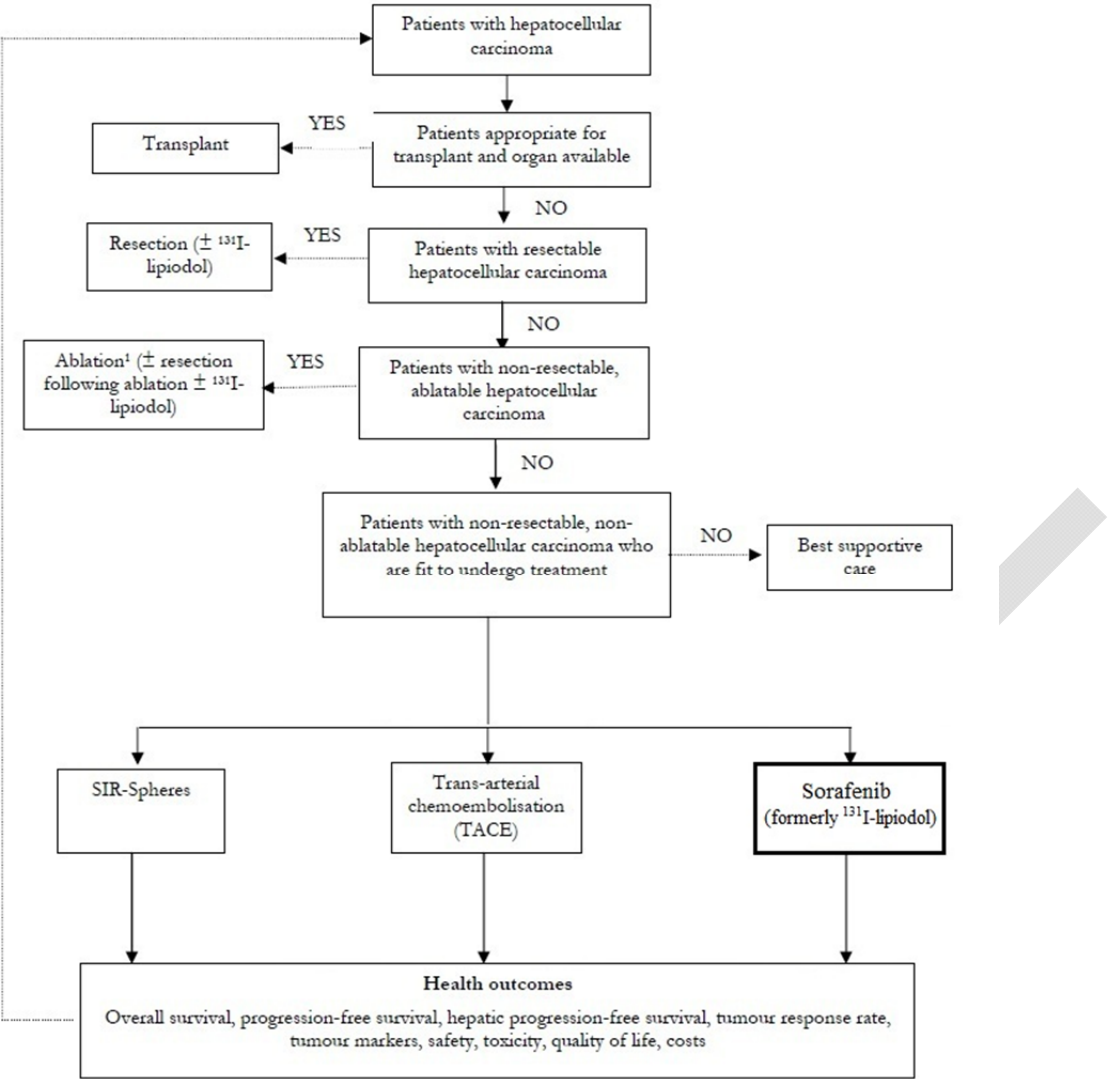 Patients with hepatocellular
carcinoma
YES
Patients appropriate for
transplant and organ available
Transplant
NO
YES
Patients with resectable
hepatocellular carcinoma
Resection (± ¹³¹I-
lipiodol)
NO
YES
Patients with non-resectable,
ablatable hepatocellular
carcinoma
Ablation¹ (± resection
following ablation ± ¹³¹I-
lipiodol)
NO
Patients with non-resectable, non-
ablatable hepatocellular carcinoma who
are fit to undergo treatment
NO
Best supportive
care
SIR-Spheres
Trans-arterial
chemoembolisation
(TACE)
Sorafenib
(formerly ¹³¹I-lipiodol)
Health outcomes
Overall survival, progression-free survival, hepatic progression-free survival, tumour response rate,
tumour markers, safety, toxicity, quality of life, costs